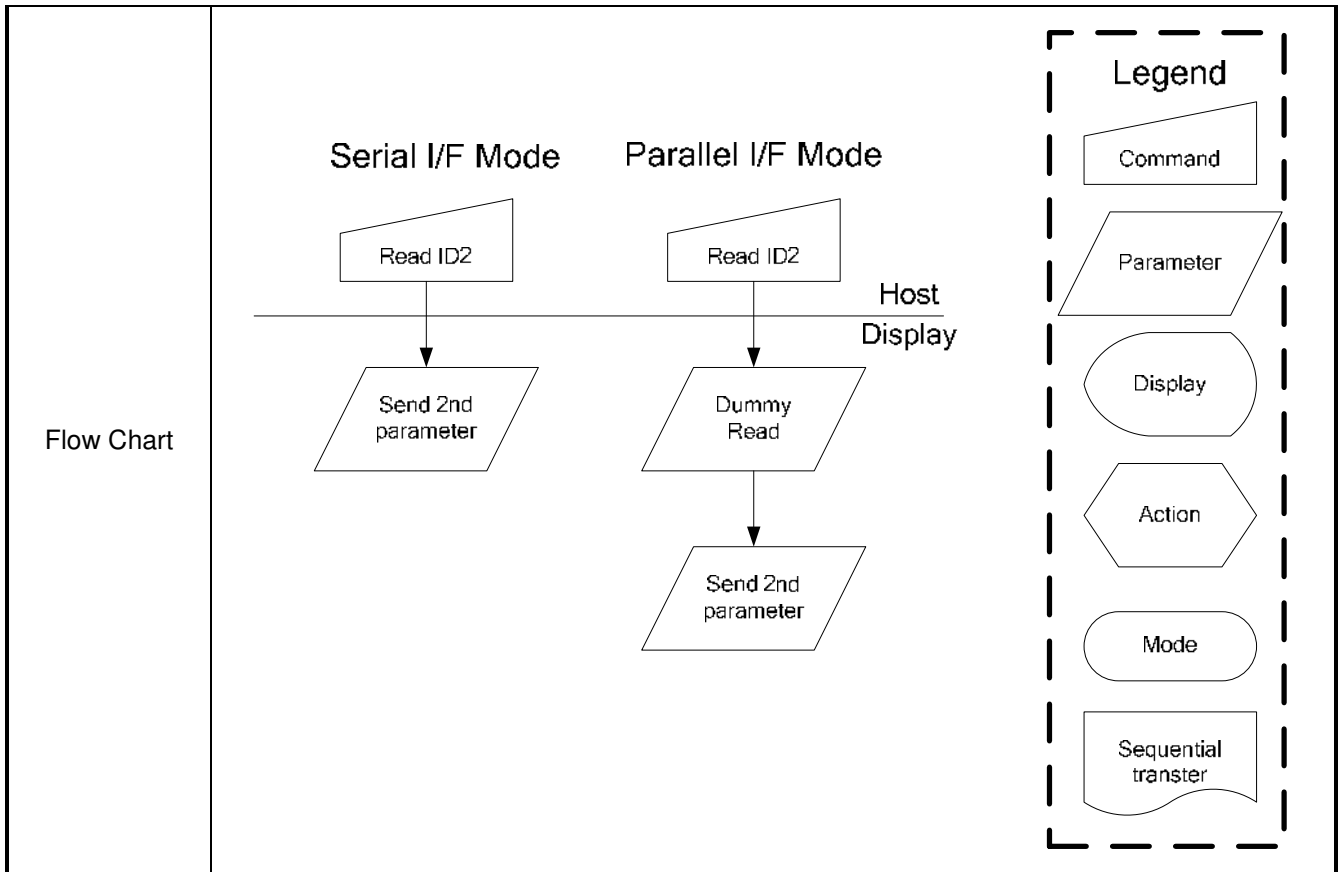 Flow Chart
Serial I/F Mode
Parallel I/F Mode
Read ID2
Read ID2
Host
Display
Send 2nd
parameter
Dummy
Read
Send 2nd
parameter
Legend
Command
Parameter
Display
Action
Mode
Sequential
transter